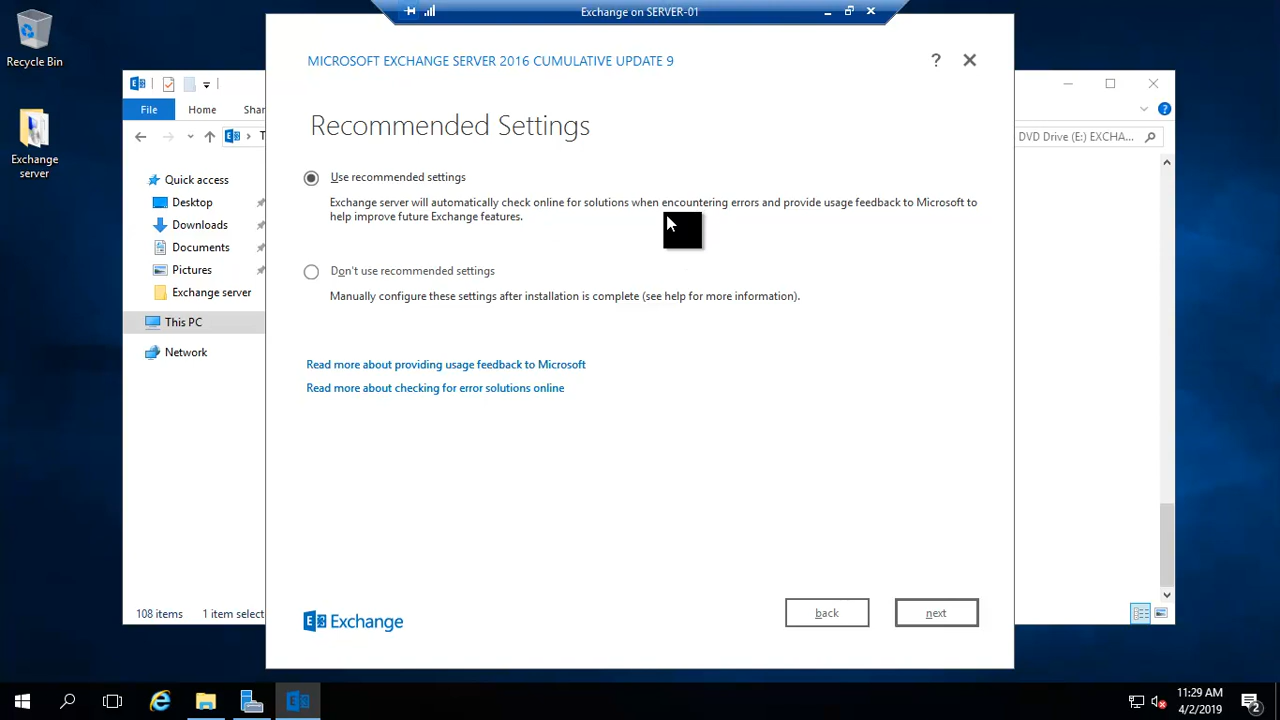 Exchange on SERVER-01
Recycle Bin
Exchange server
File
Home
Shar
T
DVD Drive (E:) EXCHA...
Quick access
Desktop
Downloads
Documents
Pictures
Exchange server
This PC
Network
108 items
1 item select
MICROSOFT EXCHANGE SERVER 2016 CUMULATIVE UPDATE 9
?
Recommended Settings
Use recommended settings
Exchange server will automatically check online for solutions when encountering errors and provide usage feedback to Microsoft to
help improve future Exchange features.
Don't use recommended settings
Manually configure these settings after installation is complete (see help for more information).
Read more about providing usage feedback to Microsoft
Read more about checking for error solutions online
E Exchange
back
next
11:29 AM
4/2/2019
2